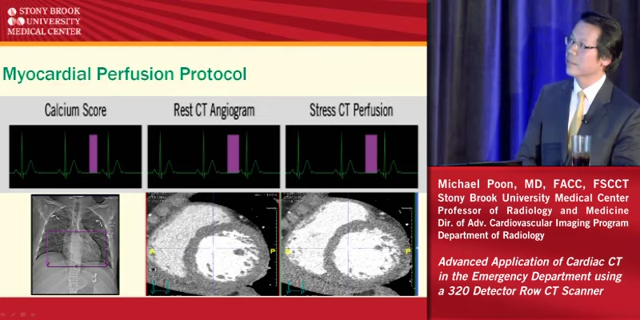 STONY BROOK
UNIVERSITY
MEDICAL CENTER
Myocardial Perfusion Protocol
Calcium Score
Rest CT Angiogram
Stress CT Perfusion
A
P
P
Michael Poon, MD, FACC, FSCCT
Stony Brook University Medical Center
Professor of Radiology and Medicine
Dir. of Adv. Cardiovascular Imaging Program
Department of Radiology
Advanced Application of Cardiac CT
in the Emergency Department using
a 320 Detector Row CT Scanner